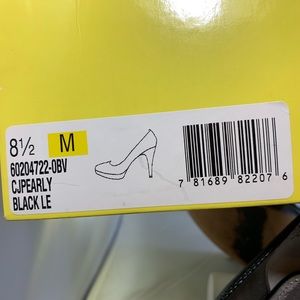 8½ M
60204722-0BV
CJPEARLY
BLACK LE
7 81689 82207 6